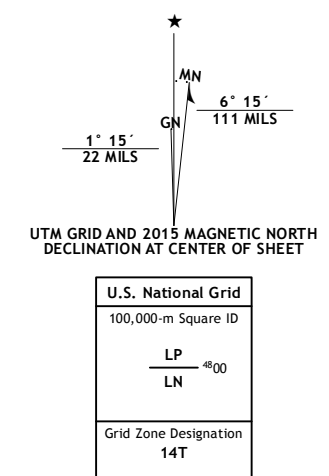 ★
MN
GN
6° 15´
111 MILS
1° 15´
22 MILS
UTM GRID AND 2015 MAGNETIC NORTH
DECLINATION AT CENTER OF SHEET
U.S. National Grid
100,000-m Square ID
LP
4800
LN
Grid Zone Designation
14T